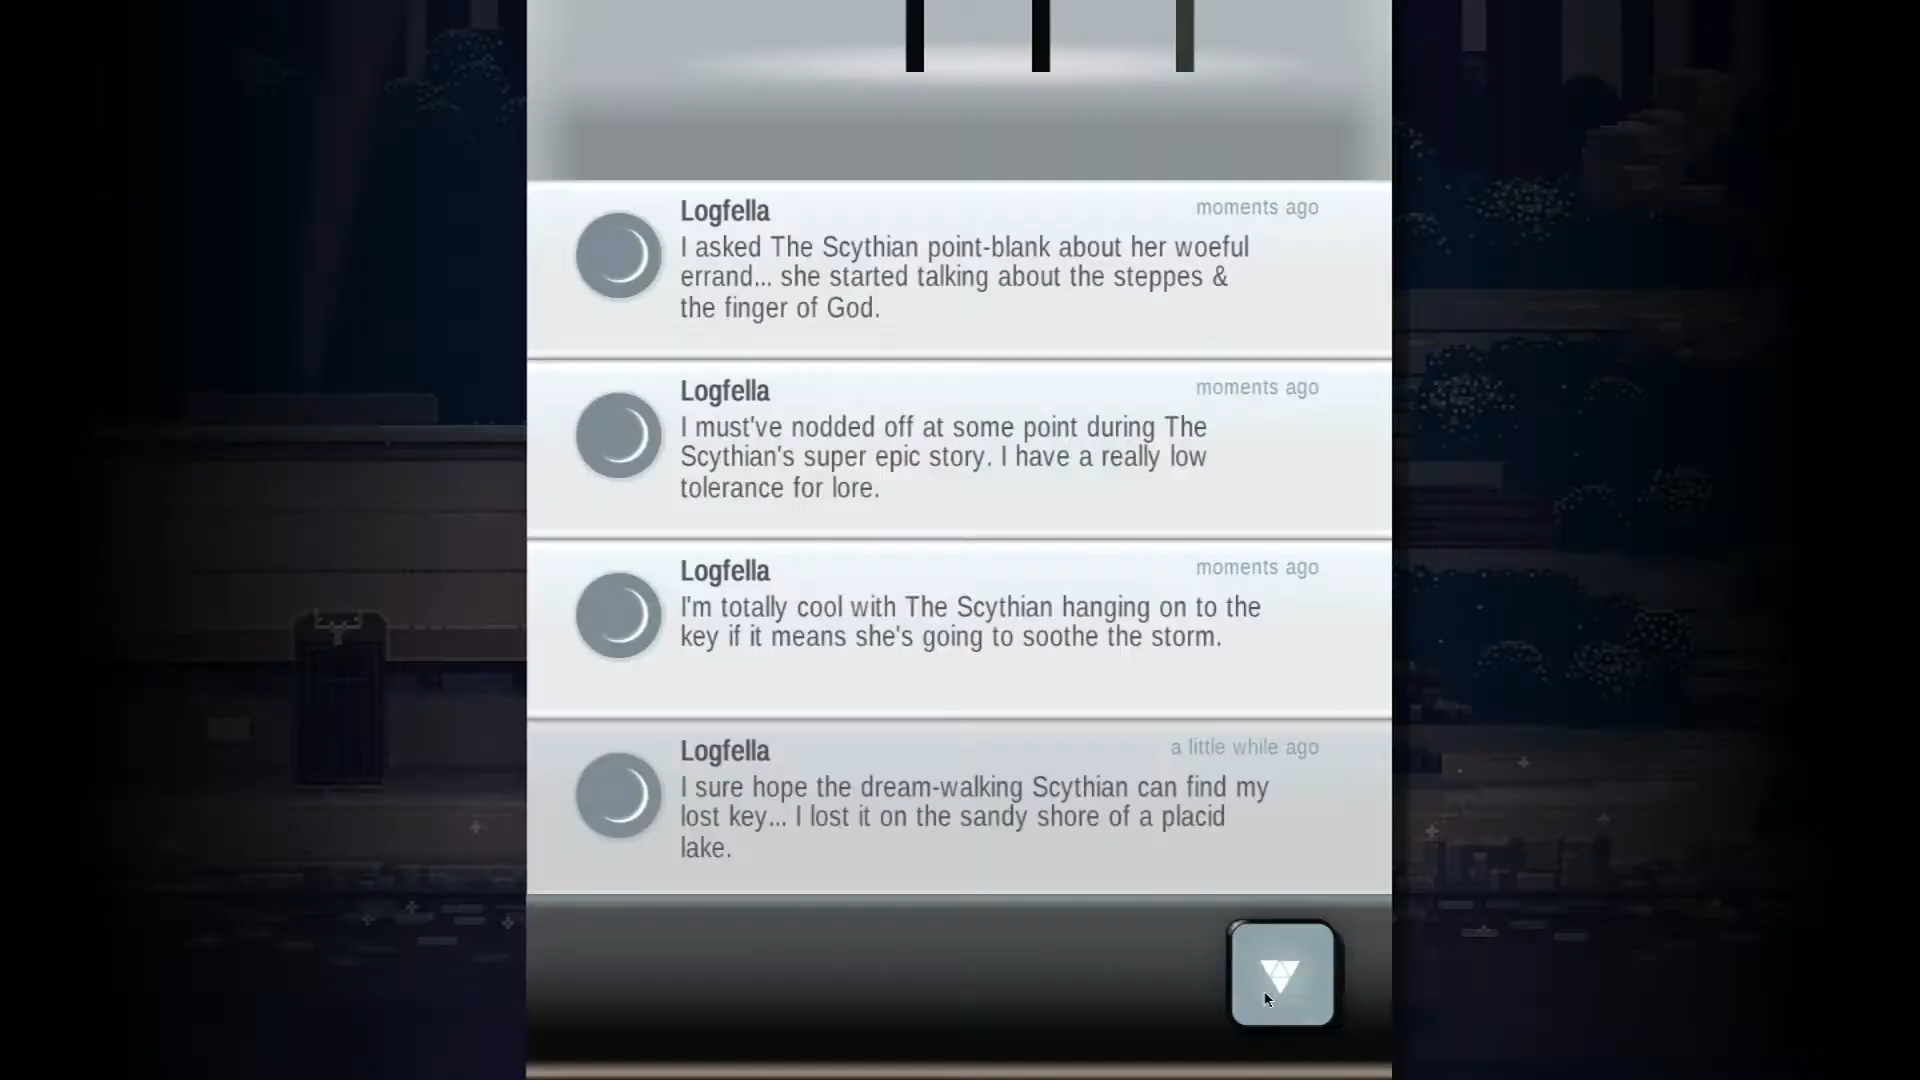 Logfella
moments ago
I asked The Scythian point-blank about her woeful
errand... she started talking about the steppes &
the finger of God.
Logfella
moments ago
I must've nodded off at some point during The
Scythian's super epic story. I have a really low
tolerance for lore.
Logfella
moments ago
I'm totally cool with The Scythian hanging on to the
key if it means she's going to soothe the storm.
Logfella
a little while ago
I sure hope the dream-walking Scythian can find my
lost key... I lost it on the sandy shore of a placid
lake.